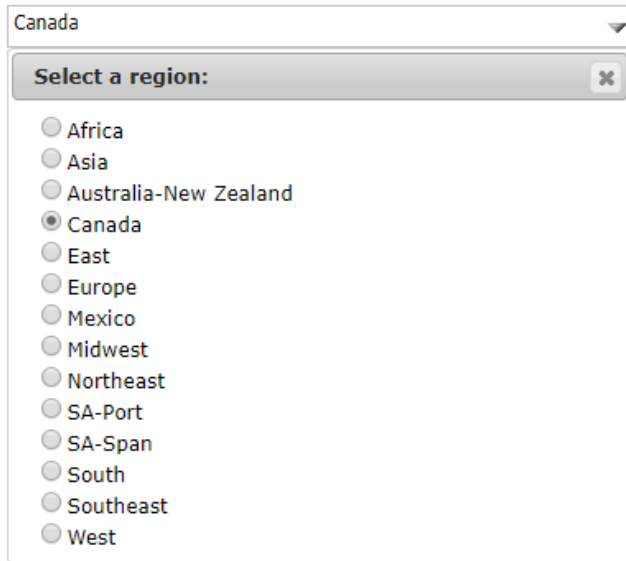 Canada
Select a region:
Africa
Asia
Australia-New Zealand
Canada
East
Europe
Mexico
Midwest
Northeast
SA-Port
SA-Span
South
Southeast
West